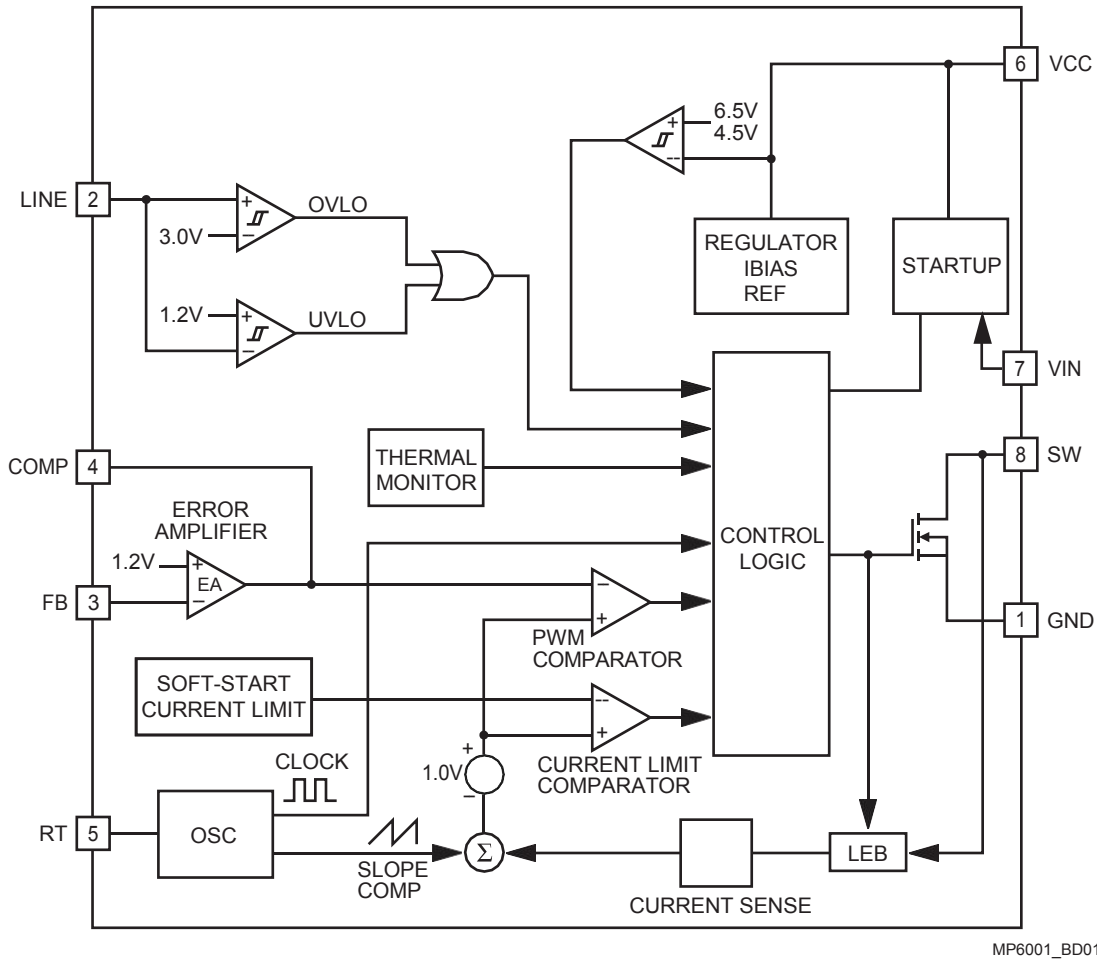 6 VCC
6.5V
+
4.5V
--
LINE 2
+
OVLO
3.0V
−
REGULATOR
IBIAS
REF
STARTUP
1.2V
+
UVLO
−
7 VIN
THERMAL
MONITOR
COMP 4
8 SW
ERROR
AMPLIFIER
CONTROL
LOGIC
1.2V
+
EA
−
FB 3
−
+
PWM
COMPARATOR
1 GND
SOFT-START
CURRENT LIMIT
--
+
CURRENT LIMIT
COMPARATOR
CLOCK
+
1.0V
−
RT 5
OSC
SLOPE
COMP
Σ
LEB
CURRENT SENSE
MP6001_BD01